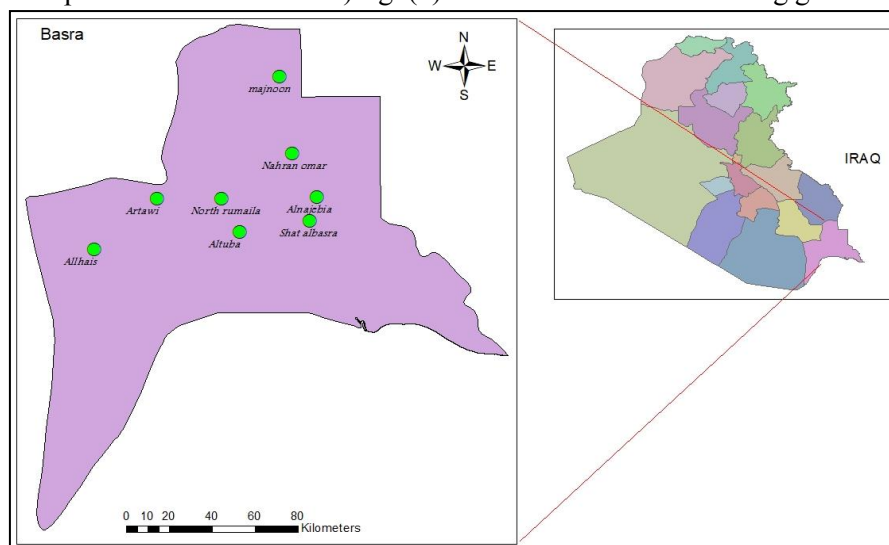 Basra
N
W E
S
majnoon
Nahran omar
Artawi
North rumaila
Alnajebia
Altuba
Shat albasra
Allhais
0 10 20 40 60 80
Kilometers
IRAQ